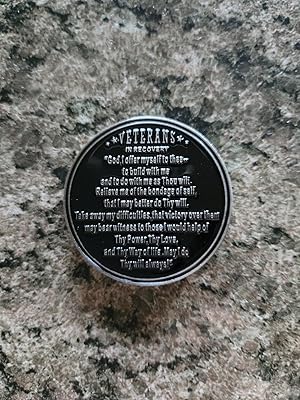 ★★VETERANS★★
IN RECOVERY
"God, I offer myself to thee—
to build with me
and to do with me as Thou will.
Relieve me of the bondage of self,
that I may better do Thy will.
Take away my difficulties, that victory over them
may bear witness to those I would help of
Thy Power, Thy Love,
and Thy Way of life. May I do
Thy will always!"